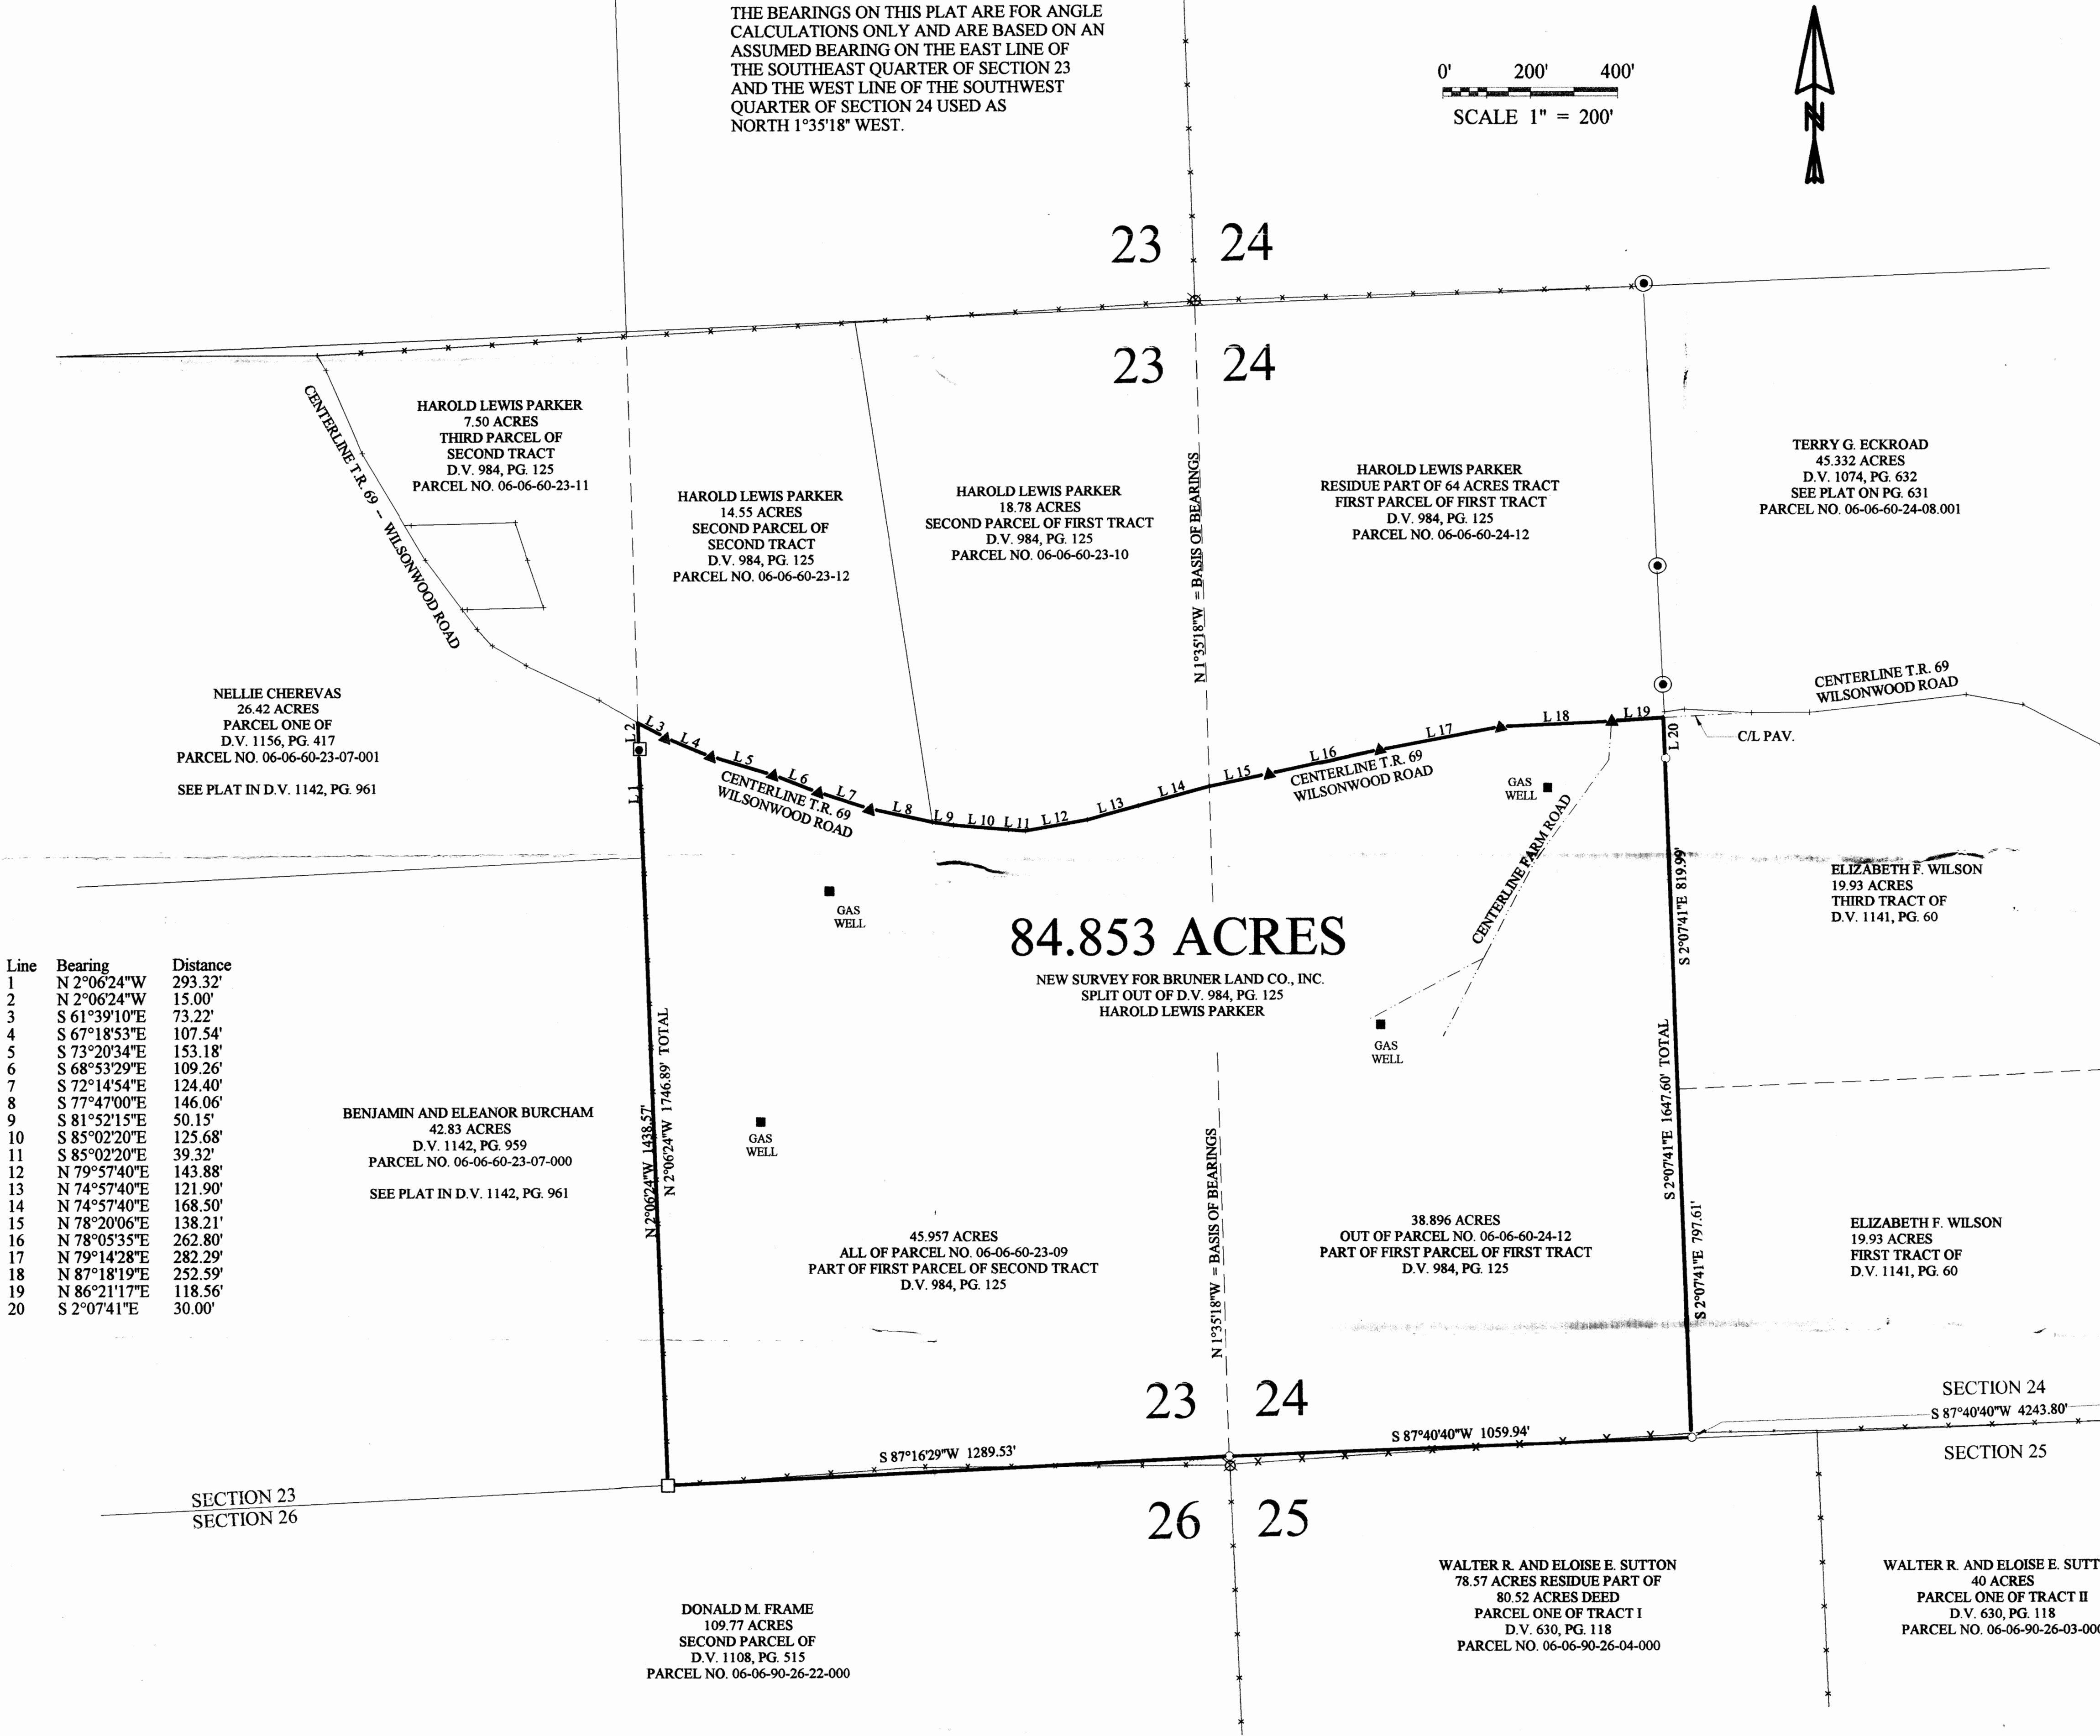 THE BEARINGS ON THIS PLAT ARE FOR ANGLE
CALCULATIONS ONLY AND ARE BASED ON AN
ASSUMED BEARING ON THE EAST LINE OF
THE SOUTHEAST QUARTER OF SECTION 23
AND THE WEST LINE OF THE SOUTHWEST
QUARTER OF SECTION 24 USED AS
NORTH 1°35'18" WEST.
0' 200' 400'
SCALE 1" = 200'
N
23 24
23 24
CENTERLINE T.R. 69 - WILSONWOOD ROAD
HAROLD LEWIS PARKER
7.50 ACRES
THIRD PARCEL OF
SECOND TRACT
D.V. 984, PG. 125
PARCEL NO. 06-06-60-23-11
HAROLD LEWIS PARKER
14.55 ACRES
SECOND PARCEL OF
SECOND TRACT
D.V. 984, PG. 125
PARCEL NO. 06-06-60-23-12
HAROLD LEWIS PARKER
18.78 ACRES
SECOND PARCEL OF FIRST TRACT
D.V. 984, PG. 125
PARCEL NO. 06-06-60-23-10
N 1°35'18"W = BASIS OF BEARINGS
HAROLD LEWIS PARKER
RESIDUE PART OF 64 ACRES TRACT
FIRST PARCEL OF FIRST TRACT
D.V. 984, PG. 125
PARCEL NO. 06-06-60-24-12
TERRY G. ECKROAD
45.332 ACRES
D.V. 1074, PG. 632
SEE PLAT ON PG. 631
PARCEL NO. 06-06-60-24-08.001
NELLIE CHEREVAS
26.42 ACRES
PARCEL ONE OF
D.V. 1156, PG. 417
PARCEL NO. 06-06-60-23-07-001
SEE PLAT IN D.V. 1142, PG. 961
L 1
L 2
L 3
L 4
L 5
L 6
L 7
L 8
L 9
L 10
L 11
L 12
L 13
L 14
L 15
L 16
L 17
L 18
L 19
L 20
CENTERLINE T.R. 69
WILSONWOOD ROAD
CENTERLINE T.R. 69
WILSONWOOD ROAD
CENTERLINE T.R. 69
WILSONWOOD ROAD
C/L PAV.
GAS
WELL
CENTERLINE FARM ROAD
GAS
WELL
84.853 ACRES
NEW SURVEY FOR BRUNER LAND CO., INC.
SPLIT OUT OF D.V. 984, PG. 125
HAROLD LEWIS PARKER
GAS
WELL
GAS
WELL
S 2°07'41"E 819.99'
ELIZABETH F. WILSON
19.93 ACRES
THIRD TRACT OF
D.V. 1141, PG. 60
Line Bearing Distance
1 N 2°06'24"W 293.32'
2 N 2°06'24"W 15.00'
3 S 61°39'10"E 73.22'
4 S 67°18'53"E 107.54'
5 S 73°20'34"E 153.18'
6 S 68°53'29"E 109.26'
7 S 72°14'54"E 124.40'
8 S 77°47'00"E 146.06'
9 S 81°52'15"E 50.15'
10 S 85°02'20"E 125.68'
11 S 85°02'20"E 39.32'
12 N 79°57'40"E 143.88'
13 N 74°57'40"E 121.90'
14 N 74°57'40"E 168.50'
15 N 78°20'06"E 138.21'
16 N 78°05'35"E 262.80'
17 N 79°14'28"E 282.29'
18 N 87°18'19"E 252.59'
19 N 86°21'17"E 118.56'
20 S 2°07'41"E 30.00'
BENJAMIN AND ELEANOR BURCHAM
42.83 ACRES
D.V. 1142, PG. 959
PARCEL NO. 06-06-60-23-07-000
SEE PLAT IN D.V. 1142, PG. 961
N 2°06'24"W 1438.57'
N 2°06'24"W 1746.89' TOTAL
45.957 ACRES
ALL OF PARCEL NO. 06-06-60-23-09
PART OF FIRST PARCEL OF SECOND TRACT
D.V. 984, PG. 125
N 1°35'18"W = BASIS OF BEARINGS
38.896 ACRES
OUT OF PARCEL NO. 06-06-60-24-12
PART OF FIRST PARCEL OF FIRST TRACT
D.V. 984, PG. 125
S 2°07'41"E 1647.60' TOTAL
S 2°07'41"E 797.61'
ELIZABETH F. WILSON
19.93 ACRES
FIRST TRACT OF
D.V. 1141, PG. 60
23 24
S 87°16'29"W 1289.53'
S 87°40'40"W 1059.94'
SECTION 24
S 87°40'40"W 4243.80'
SECTION 25
SECTION 23
SECTION 26
26 25
DONALD M. FRAME
109.77 ACRES
SECOND PARCEL OF
D.V. 1108, PG. 515
PARCEL NO. 06-06-90-26-22-000
WALTER R. AND ELOISE E. SUTTON
78.57 ACRES RESIDUE PART OF
80.52 ACRES DEED
PARCEL ONE OF TRACT I
D.V. 630, PG. 118
PARCEL NO. 06-06-90-26-04-000
WALTER R. AND ELOISE E. SUTT
40 ACRES
PARCEL ONE OF TRACT II
D.V. 630, PG. 118
PARCEL NO. 06-06-90-26-03-000